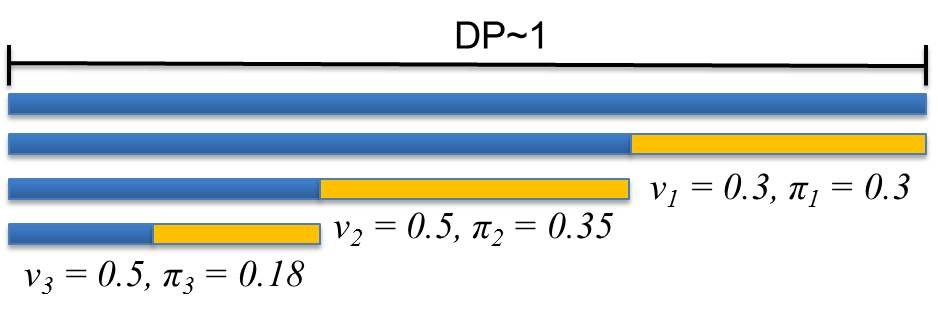 DP~1
v₁ = 0.3, π₁ = 0.3
v₂ = 0.5, π₂ = 0.35
v₃ = 0.5, π₃ = 0.18